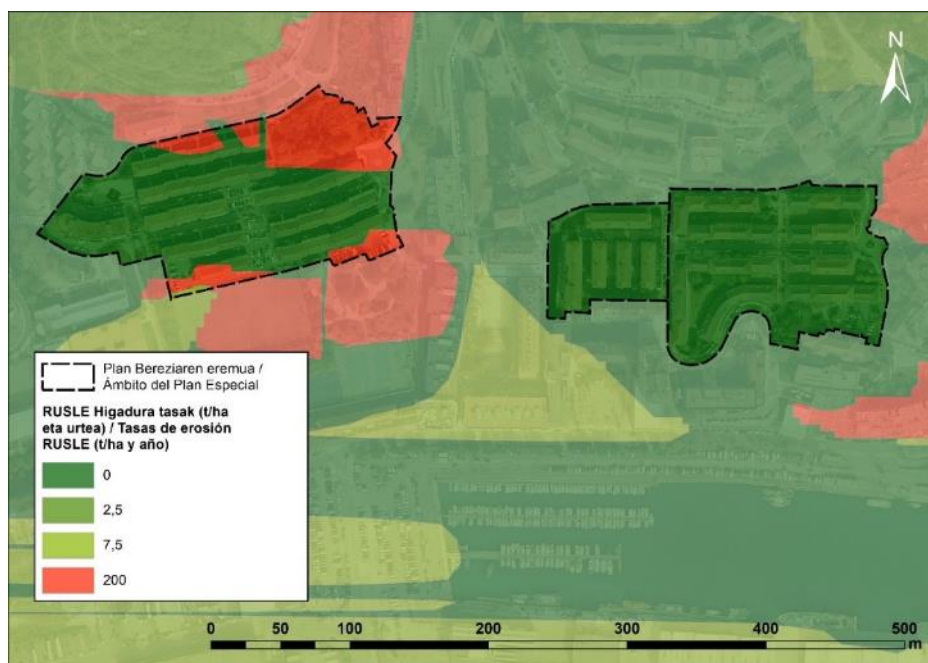 N
Plan Bereziaren eremua /
Ámbito del Plan Especial
RUSLE Higadura tasak (t/ha
eta urtea) / Tasas de erosión
RUSLE (t/ha y año)
0
2,5
7,5
200
0 50 100 200 300 400 500
m